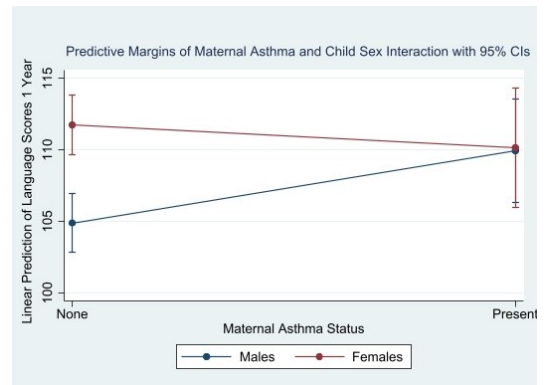 Predictive Margins of Maternal Asthma and Child Sex Interaction with 95% CIs
Linear Prediction of Language Scores 1 Year
115
110
105
100
None
Present
Maternal Asthma Status
Males
Females